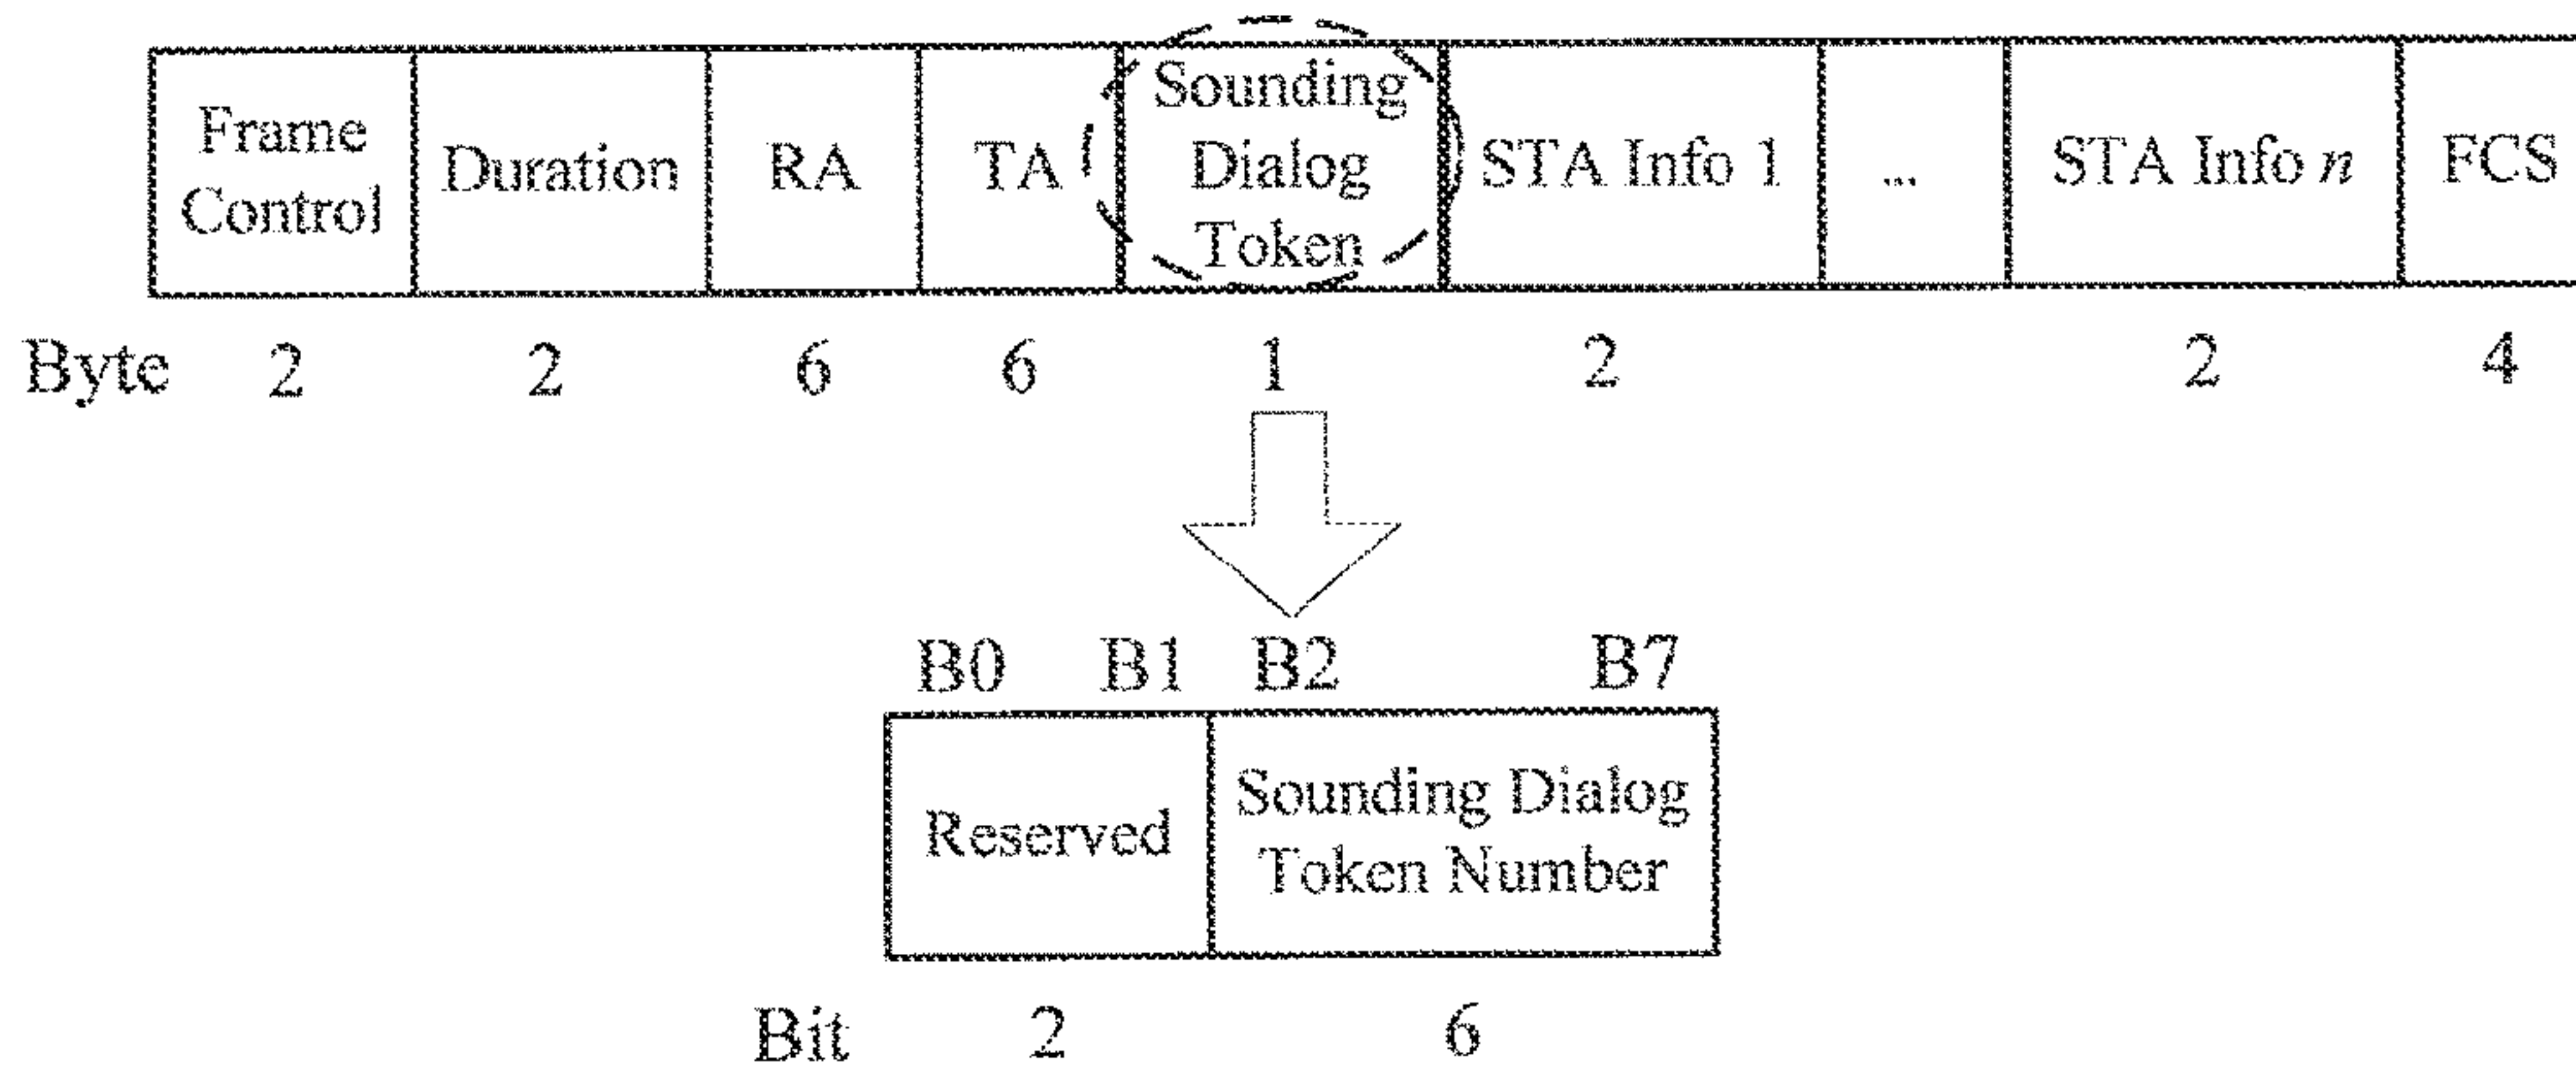 Frame Control
Duration
RA
TA
Sounding Dialog Token
STA Info 1
...
STA Info n
FCS
Byte 2 2 6 6 1 2 2 4
B0 B1 B2 B7
Reserved
Sounding Dialog Token Number
Bit 2 6